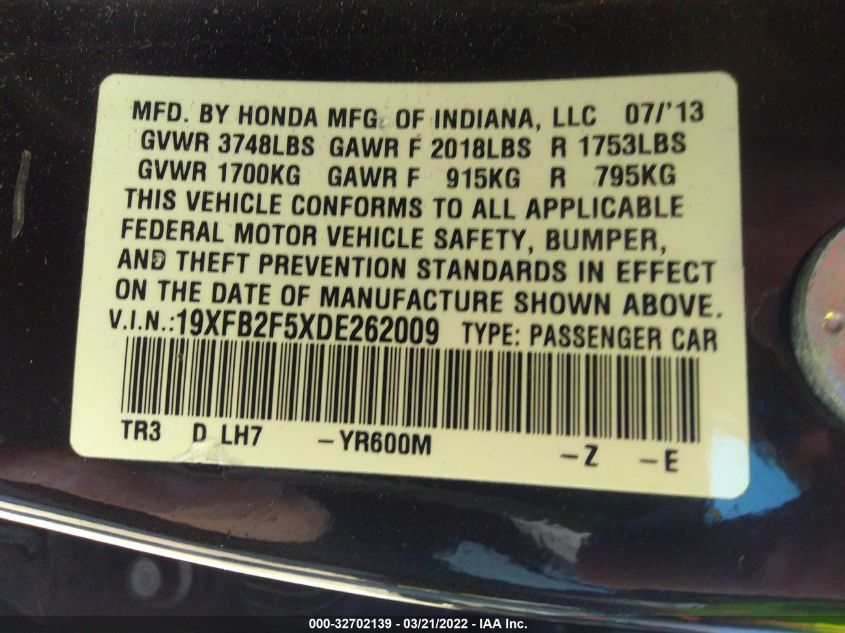 MFD. BY HONDA MFG. OF INDIANA, LLC 07/'13
GVWR 3748LBS GAWR F 2018LBS R 1753LBS
GVWR 1700KG GAWR F 915KG R 795KG
THIS VEHICLE CONFORMS TO ALL APPLICABLE
FEDERAL MOTOR VEHICLE SAFETY, BUMPER,
AND THEFT PREVENTION STANDARDS IN EFFECT
ON THE DATE OF MANUFACTURE SHOWN ABOVE.
V.I.N.:19XFB2F5XDE262009 TYPE: PASSENGER CAR
TR3 D LH7 -YR600M -Z -E
000-32702139 - 03/21/2022 - IAA Inc.